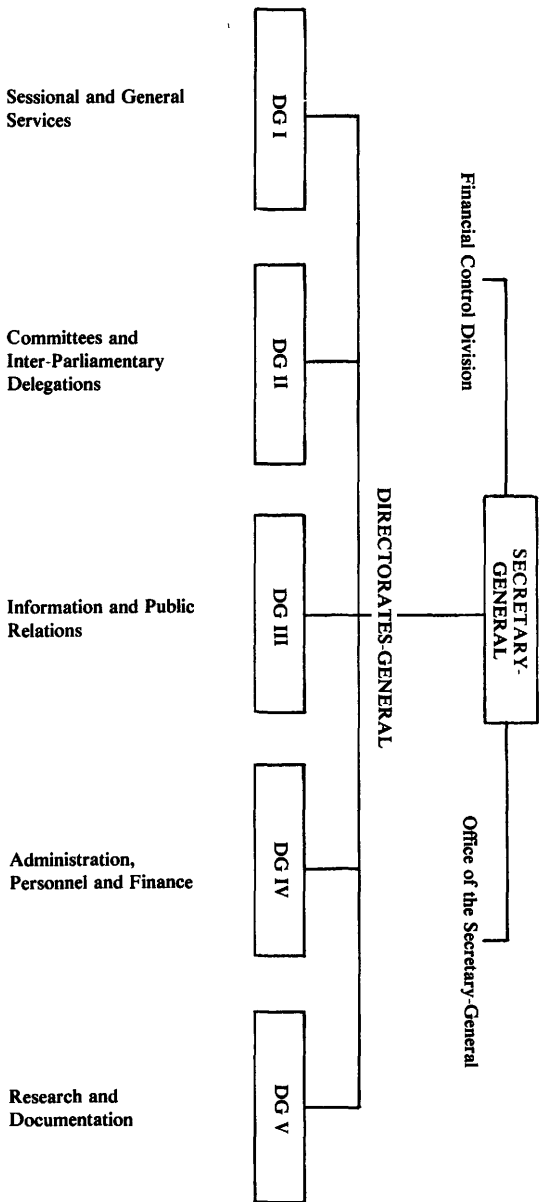 SECRETARY-
GENERAL
Financial Control Division
Office of the Secretary-General
DIRECTORATES-GENERAL
DG I
Sessional and General
Services
DG II
Committees and
Inter-Parliamentary
Delegations
DG III
Information and Public
Relations
DG IV
Administration,
Personnel and Finance
DG V
Research and
Documentation